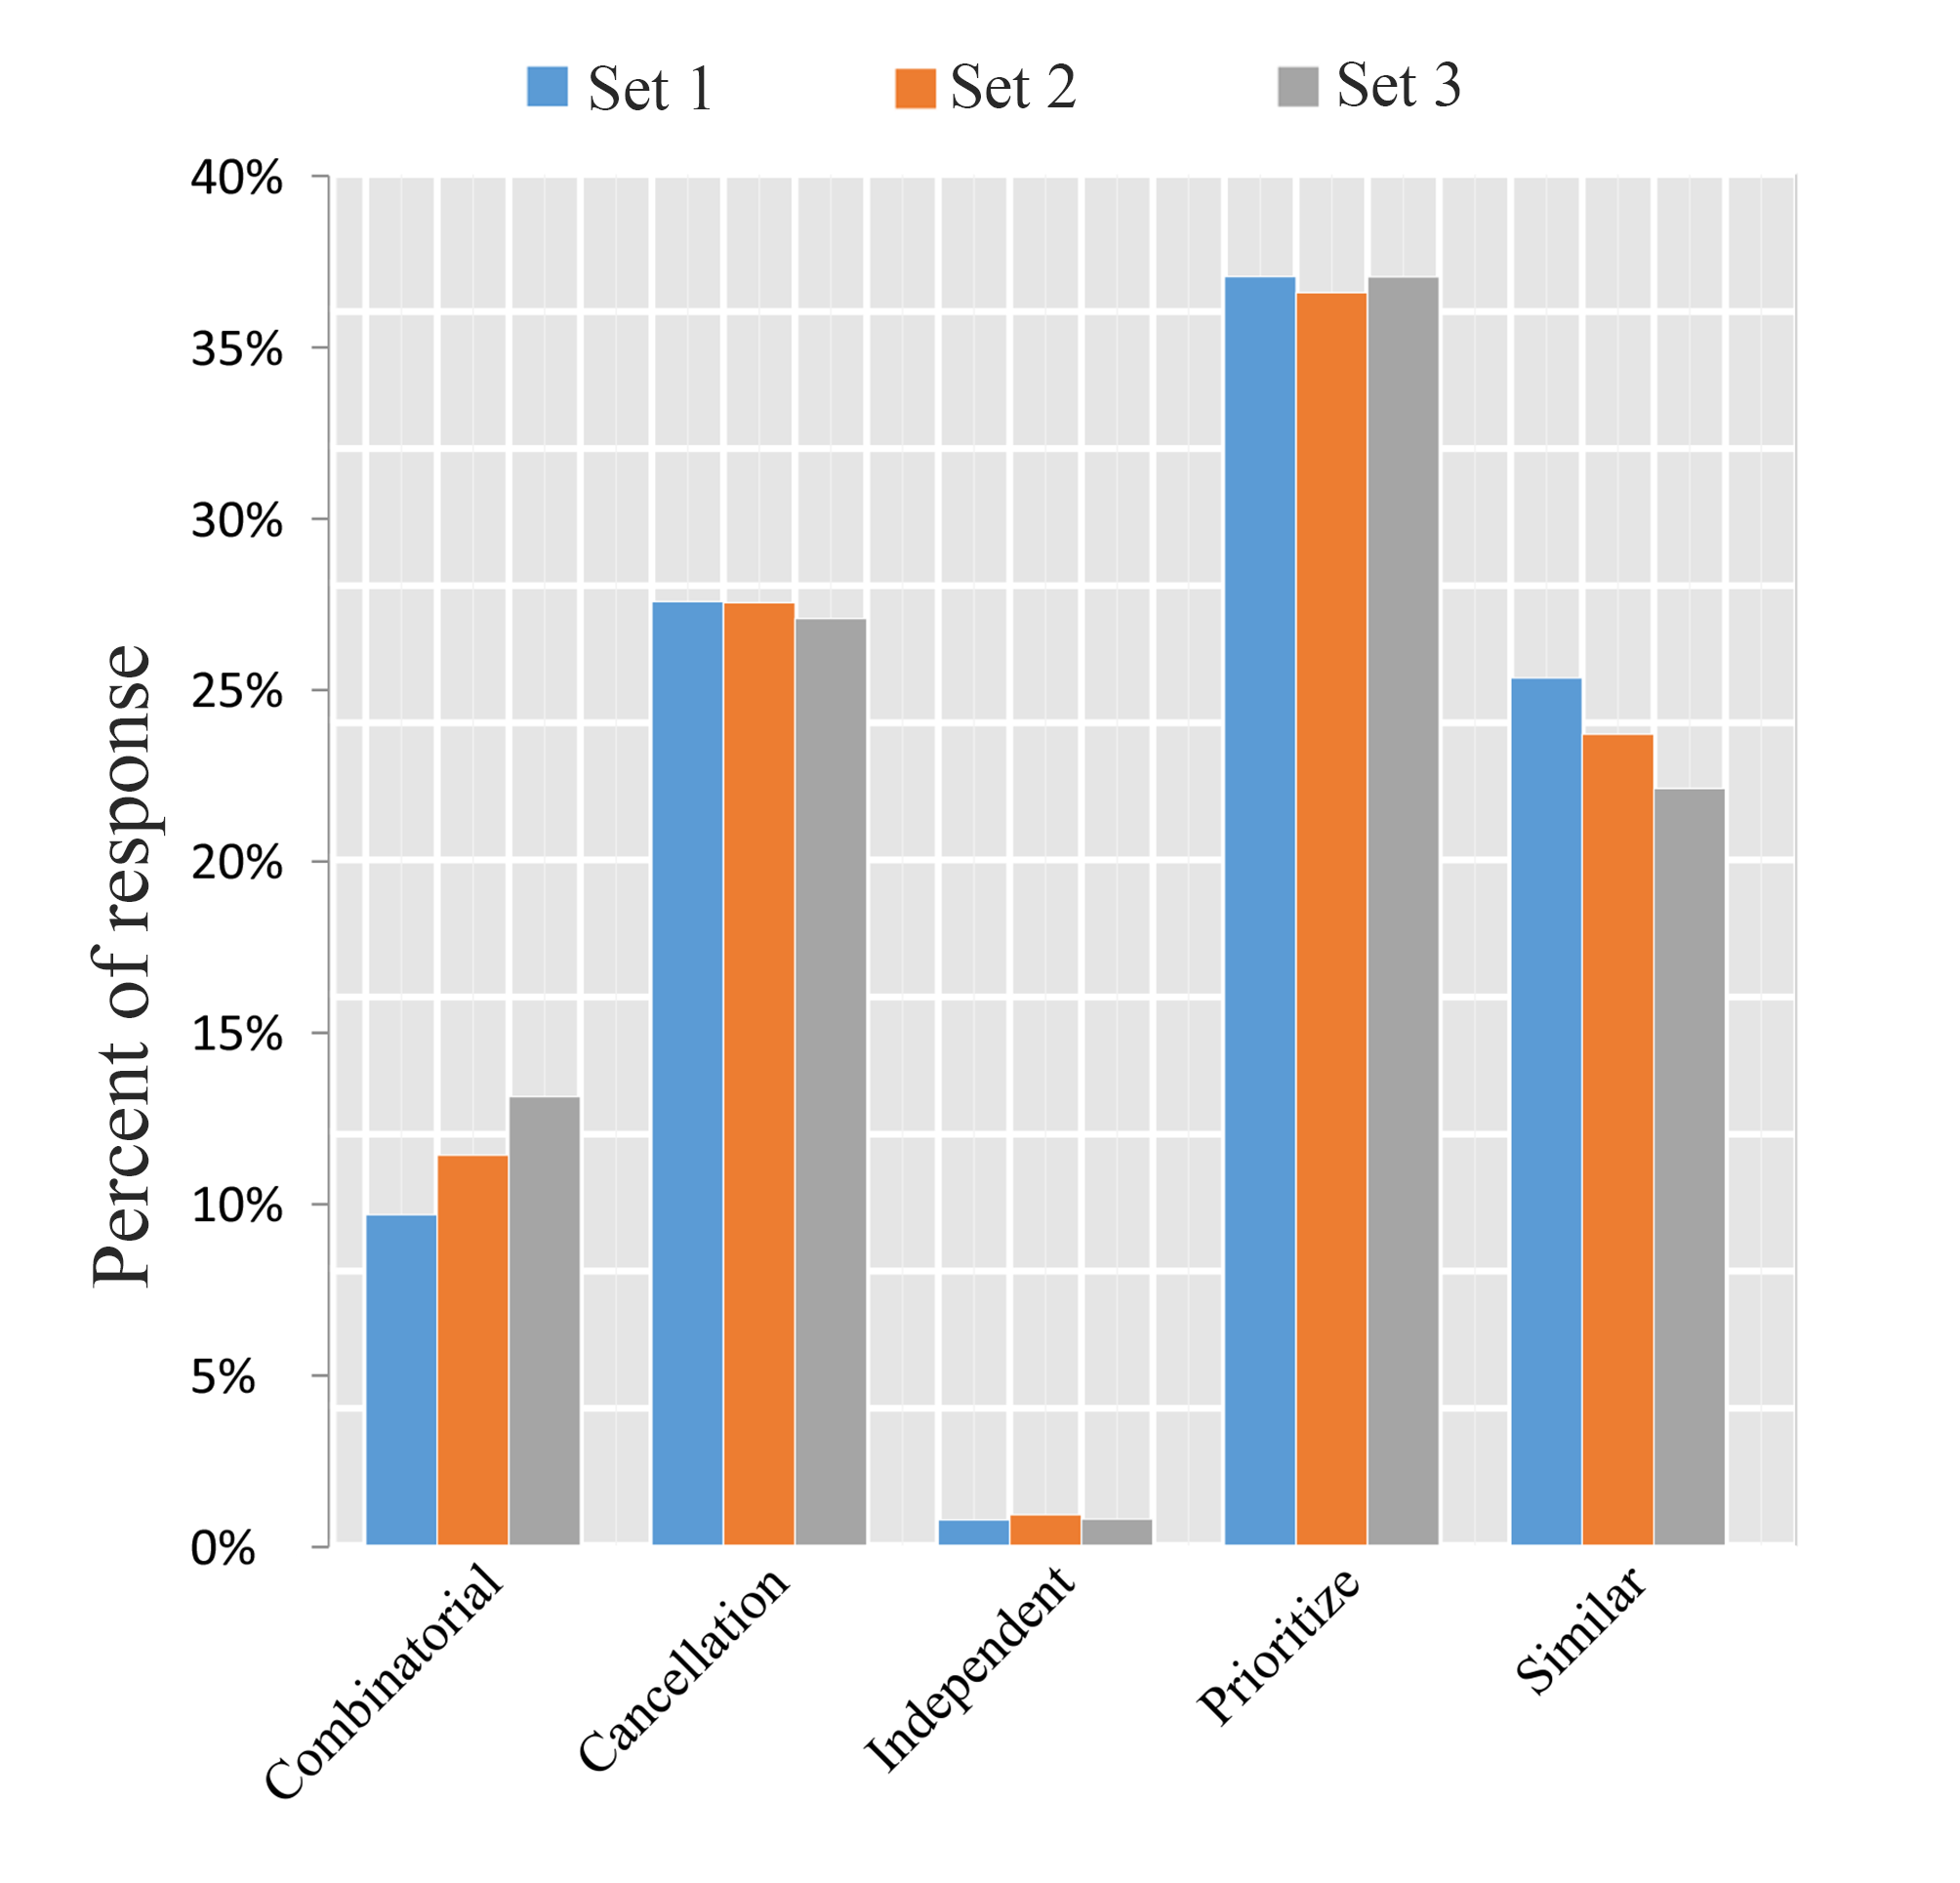 Set 1 Set 2 Set 3
40%
35%
30%
25%
20%
15%
10%
5%
0%
Percent of response
Combinatorial
Cancellation
Independent
Prioritize
Similar